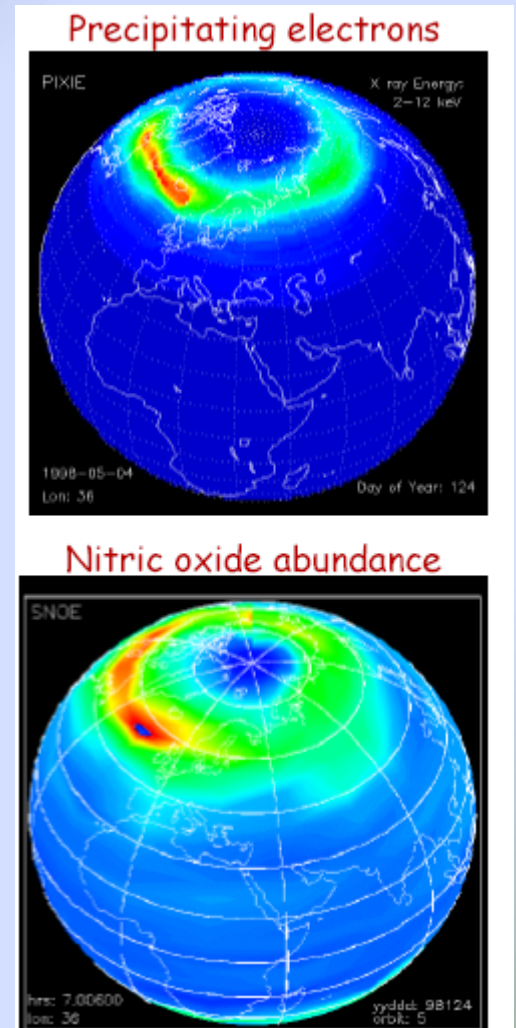 Precipitating electrons
PIXIE
X ray Energy:
2-12 keV
1998-05-04
Lon: 36
Day of Year: 124
Nitric oxide abundance
SNOE
hrs: 7.00600
lon: 36
yyddd: 98124
orbit: 5